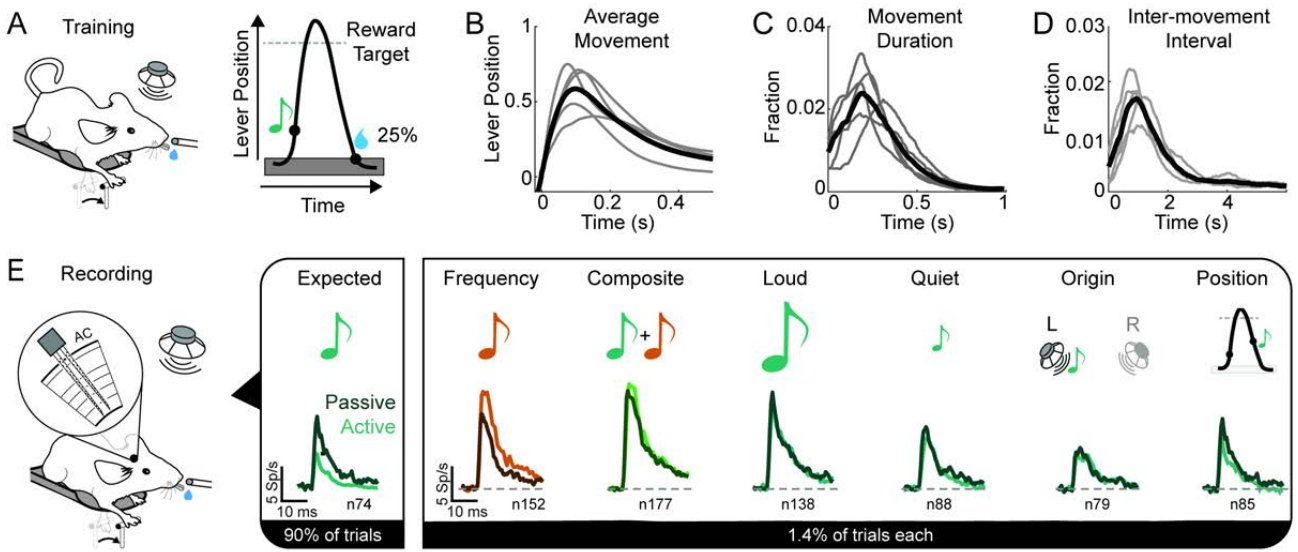 A
Training
Lever Position
Reward
Target
25%
Time
B
Average
Movement
Lever Position
1
0.5
0
0
0.2
0.4
Time (s)
C
Movement
Duration
Fraction
0.04
0.02
0
0
0.5
1
Time (s)
D
Inter-movement
Interval
Fraction
0.03
0.02
0.01
0
0
2
4
Time (s)
E
Recording
AC
Expected
Passive
Active
5 Sp/s
10 ms
n74
90% of trials
Frequency
5 Sp/s
10 ms
n152
Composite
+
n177
Loud
n138
Quiet
n88
Origin
L
R
n79
Position
n85
1.4% of trials each